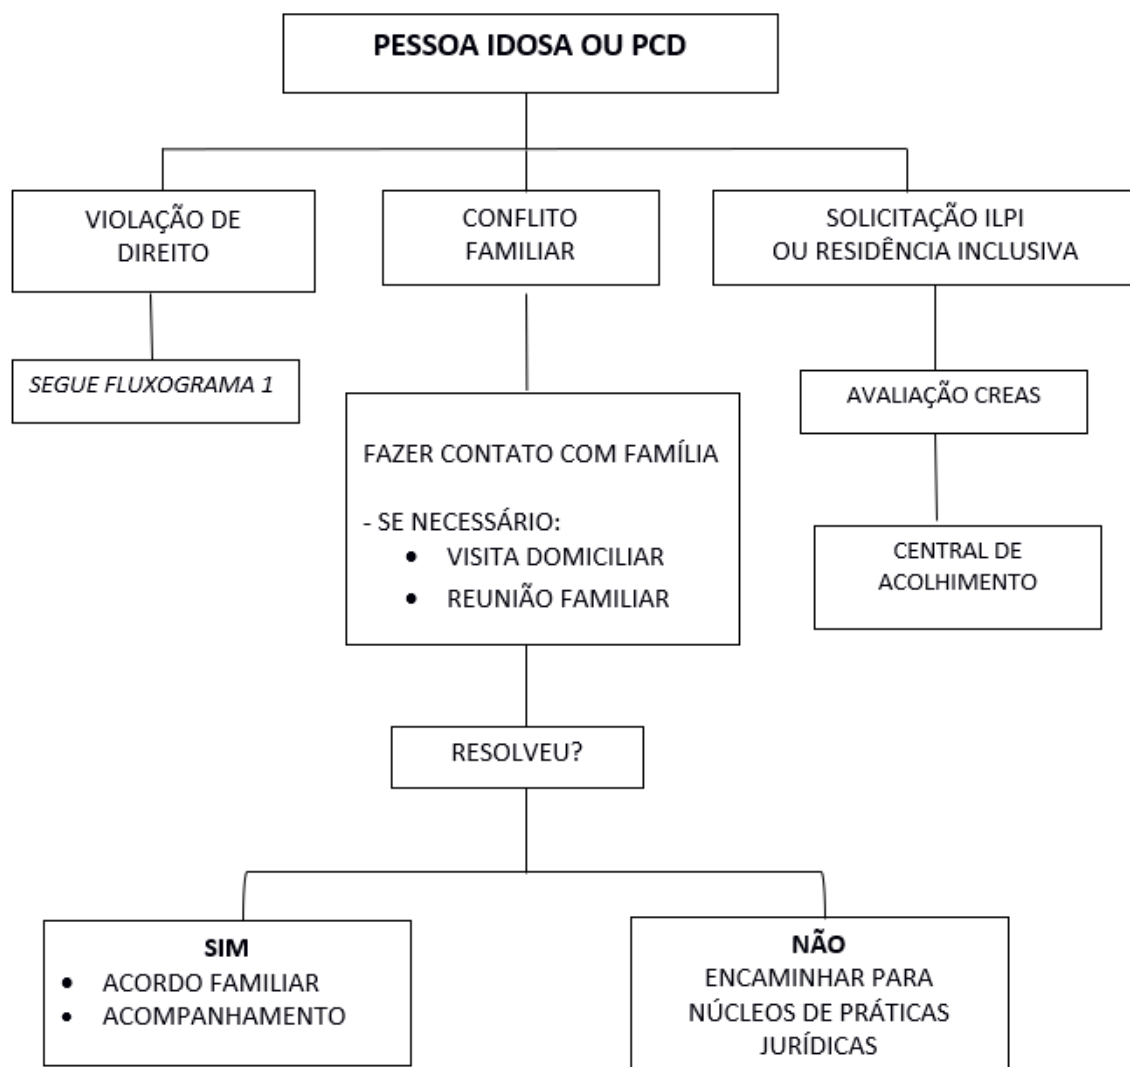 PESSOA IDOSA OU PCD
VIOLAÇÃO DE
DIREITO
CONFLITO
FAMILIAR
SOLICITAÇÃO ILPI
OU RESIDÊNCIA INCLUSIVA
SEGUE FLUXOGRAMA 1
AVALIAÇÃO CREAS
FAZER CONTATO COM FAMÍLIA
- SE NECESSÁRIO:
• VISITA DOMICILIAR
• REUNIÃO FAMILIAR
CENTRAL DE
ACOLHIMENTO
RESOLVEU?
SIM
• ACORDO FAMILIAR
• ACOMPANHAMENTO
NÃO
ENCAMINHAR PARA
NÚCLEOS DE PRÁTICAS
JURÍDICAS